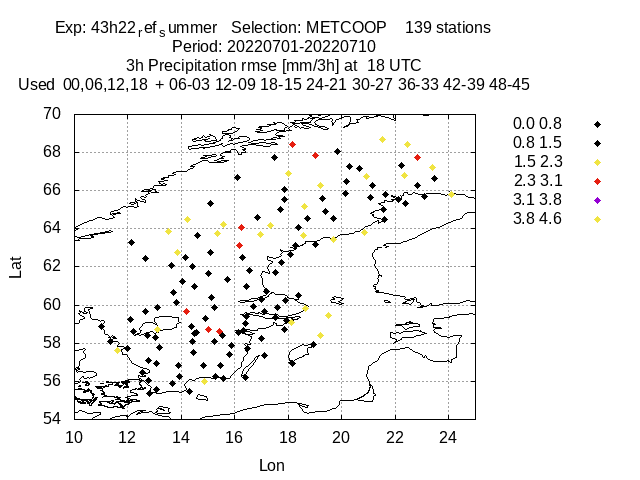 Exp: 43h22refsummer   Selection: METCOOP    139 stations
Period: 20220701-20220710
3h Precipitation rmse [mm/3h] at  18 UTC
Used  00,06,12,18  + 06-03 12-09 18-15 24-21 30-27 36-33 42-39 48-45
70
68
66
64
62
60
58
56
54
10 12 14 16 18 20 22 24
Lat
Lon
0.0 0.8
0.8 1.5
1.5 2.3
2.3 3.1
3.1 3.8
3.8 4.6